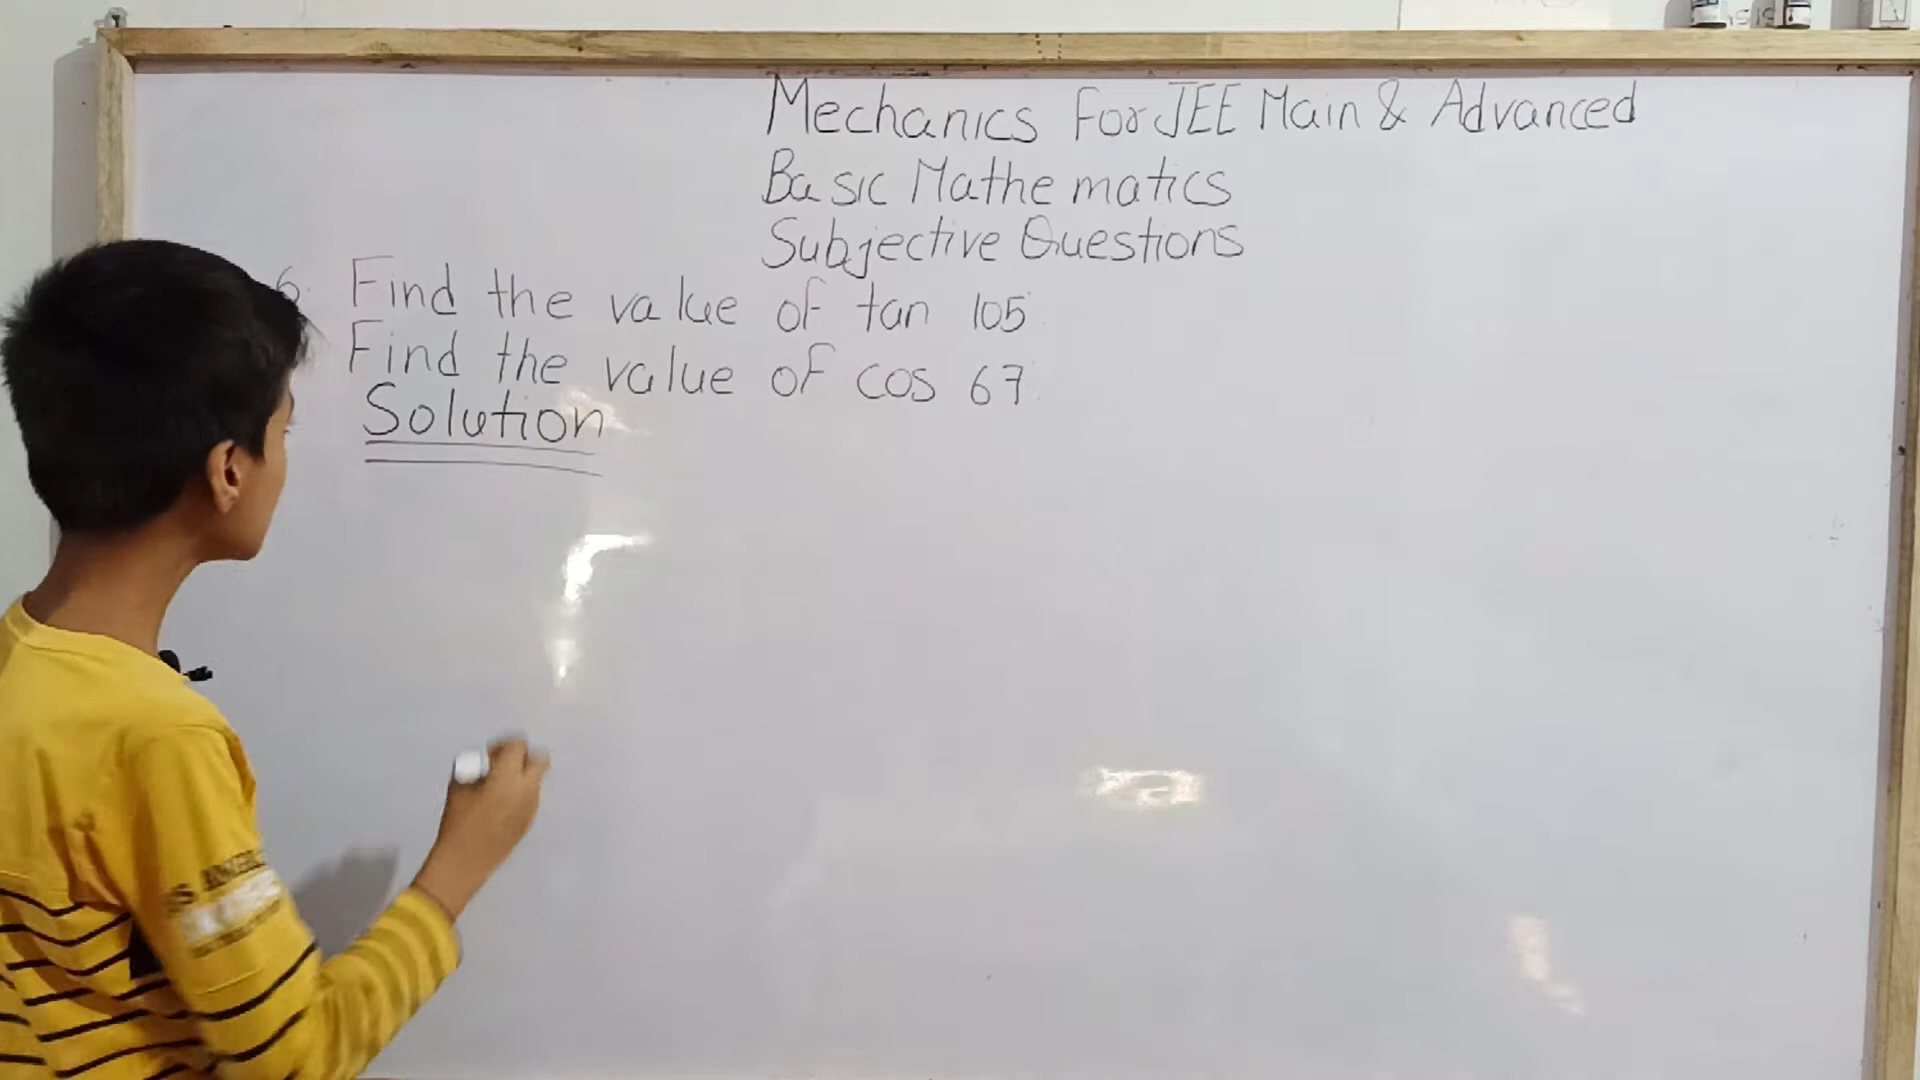 Mechanics For JEE Main & Advanced
Basic Mathematics
Subjective Questions
6. Find the value of tan 105
Find the value of cos 67
Solution